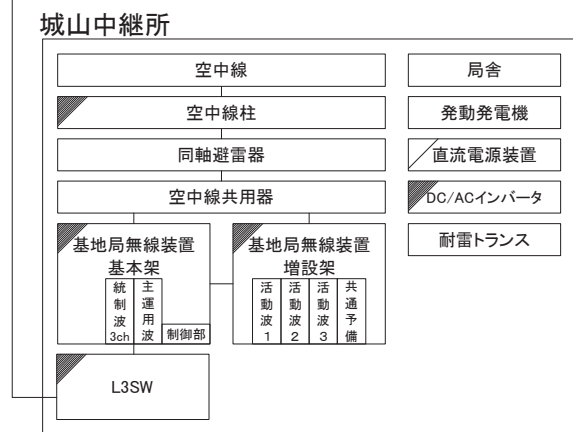 城山中継所
空中線
空中線柱
同軸避雷器
空中線共用器
基地局無線装置
基本架
統制波3ch
主運用波
制御部
基地局無線装置
増設架
活動波1
活動波2
活動波3
共通予備
L3SW
局舎
発動発電機
直流電源装置
DC/ACインバータ
耐雷トランス